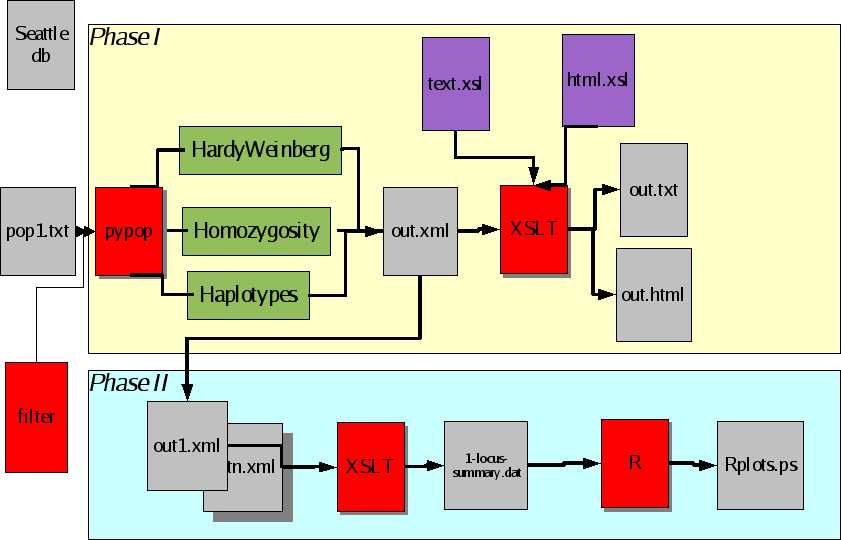 Seattle
db
Phase I
text.xsl
html.xsl
HardyWeinberg
pop1.txt
pypop
Homozygosity
out.xml
XSLT
out.txt
Haplotypes
out.html
filter
Phase II
out1.xml
tn.xml
XSLT
1-locus-
summary.dat
R
Rplots.ps